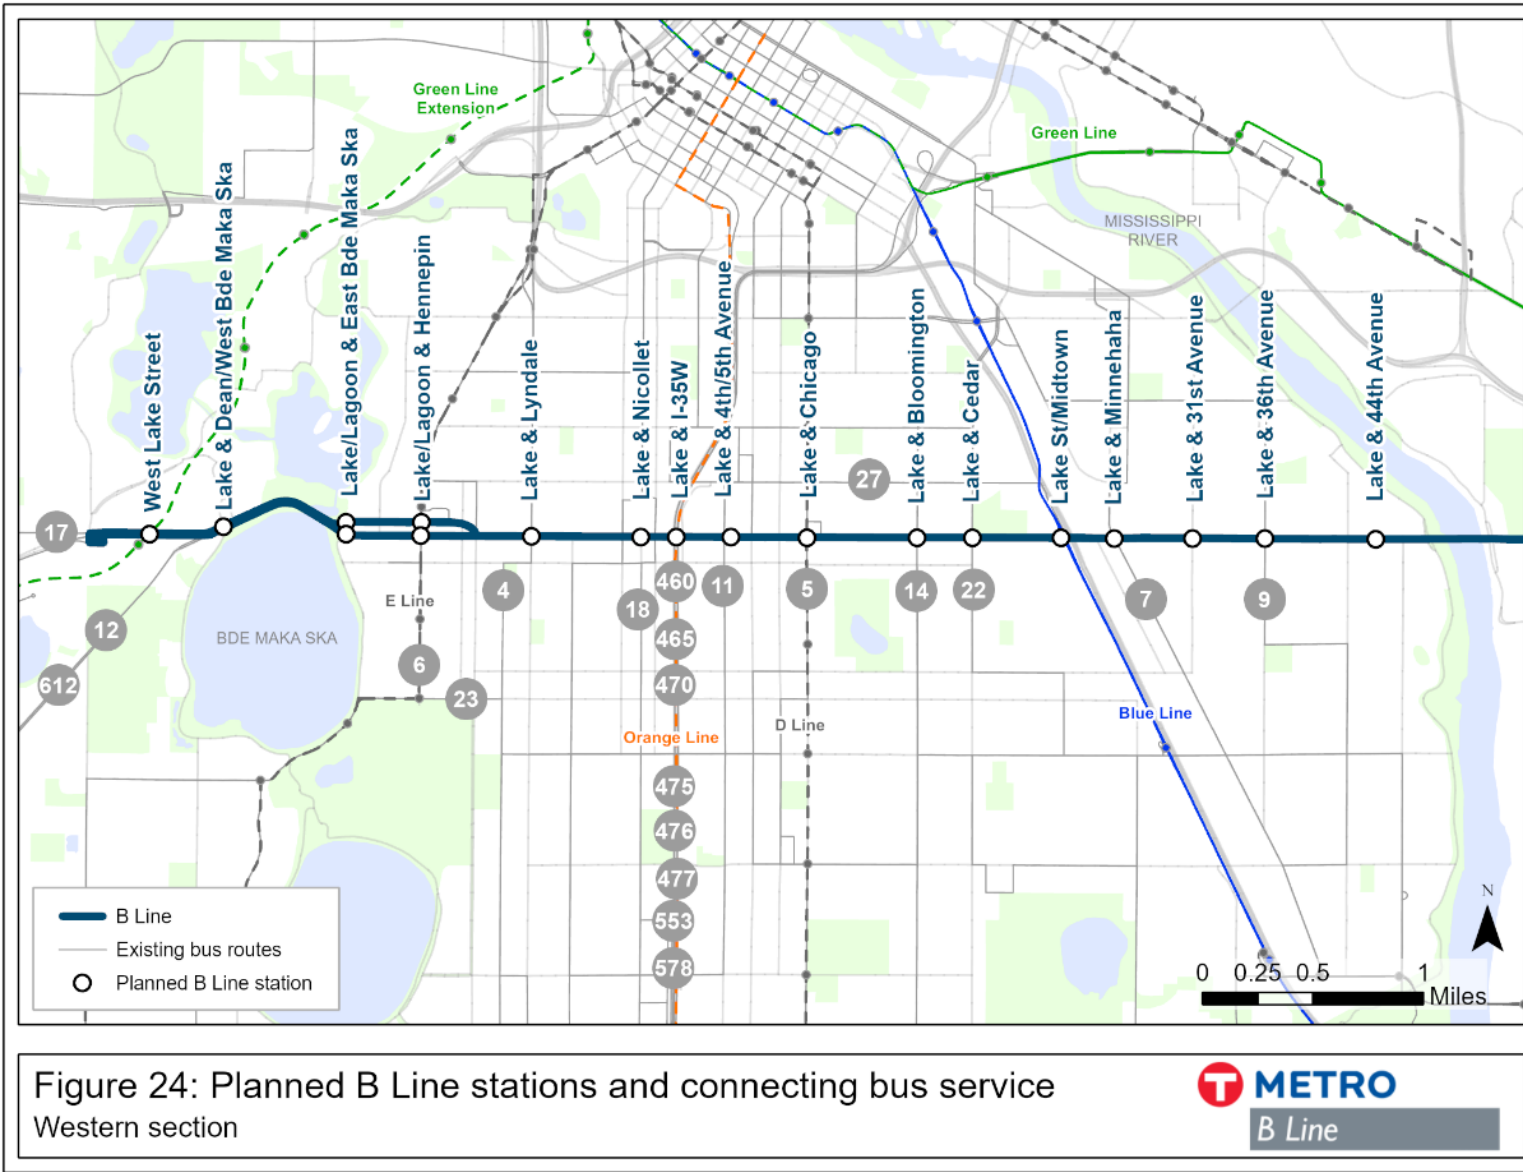 Green Line
Extension
Green Line
MISSISSIPPI
RIVER
West Lake Street
Lake & Dean/West Bde Maka Ska
Lake/Lagoon & East Bde Maka Ska
Lake/Lagoon & Hennepin
Lake & Lyndale
Lake & Nicollet
Lake & I-35W
Lake & 4th/5th Avenue
Lake & Chicago
Lake & Bloomington
Lake & Cedar
Lake St/Midtown
Lake & Minnehaha
Lake & 31st Avenue
Lake & 36th Avenue
Lake & 44th Avenue
27
17
460
11
5
14
22
7
9
4
18
E Line
12
BDE MAKA SKA
465
6
612
470
23
Blue Line
D Line
Orange Line
475
476
477
553
578
B Line
Existing bus routes
Planned B Line station
N
0 0.25 0.5 1
Miles
Figure 24: Planned B Line stations and connecting bus service
Western section
T METRO
B Line